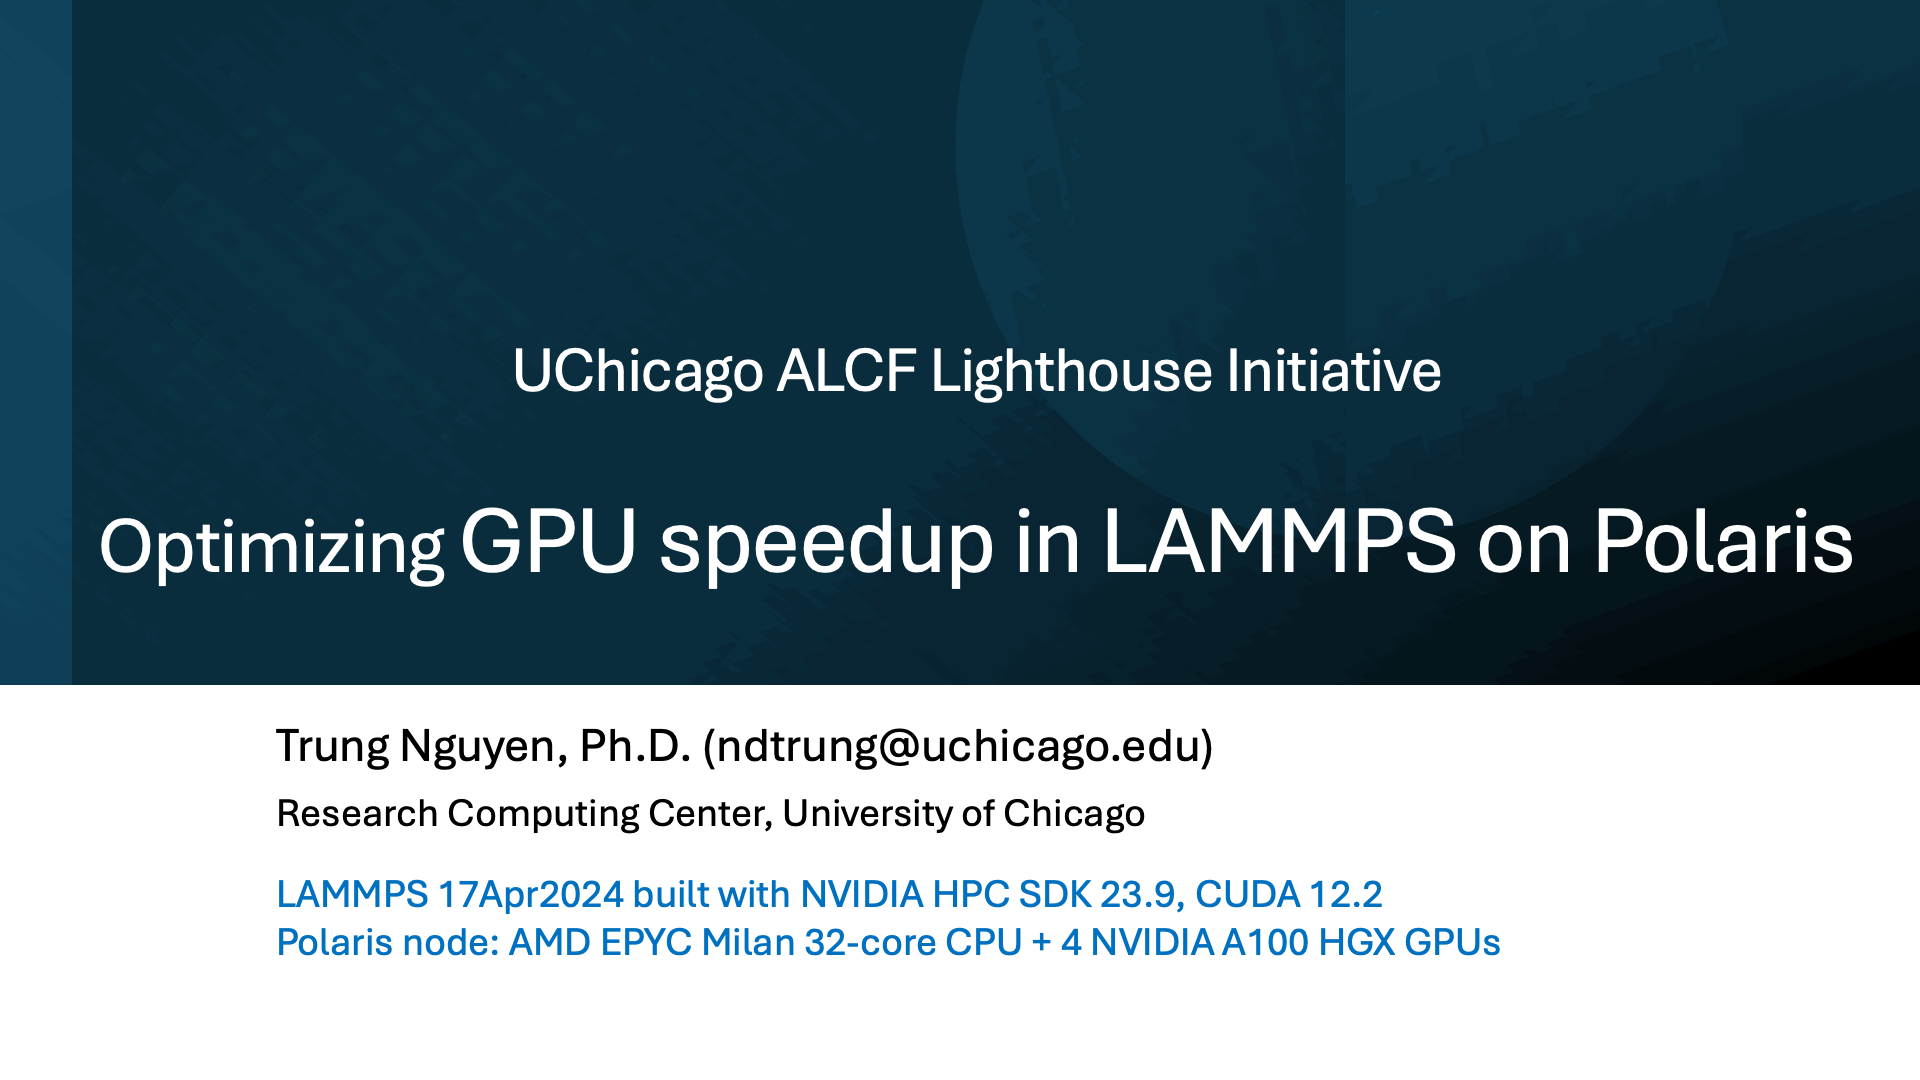 UChicago ALCF Lighthouse Initiative
Optimizing GPU speedup in LAMMPS on Polaris
Trung Nguyen, Ph.D. (ndtrung@uchicago.edu)
Research Computing Center, University of Chicago
LAMMPS 17Apr2024 built with NVIDIA HPC SDK 23.9, CUDA 12.2
Polaris node: AMD EPYC Milan 32-core CPU + 4 NVIDIA A100 HGX GPUs